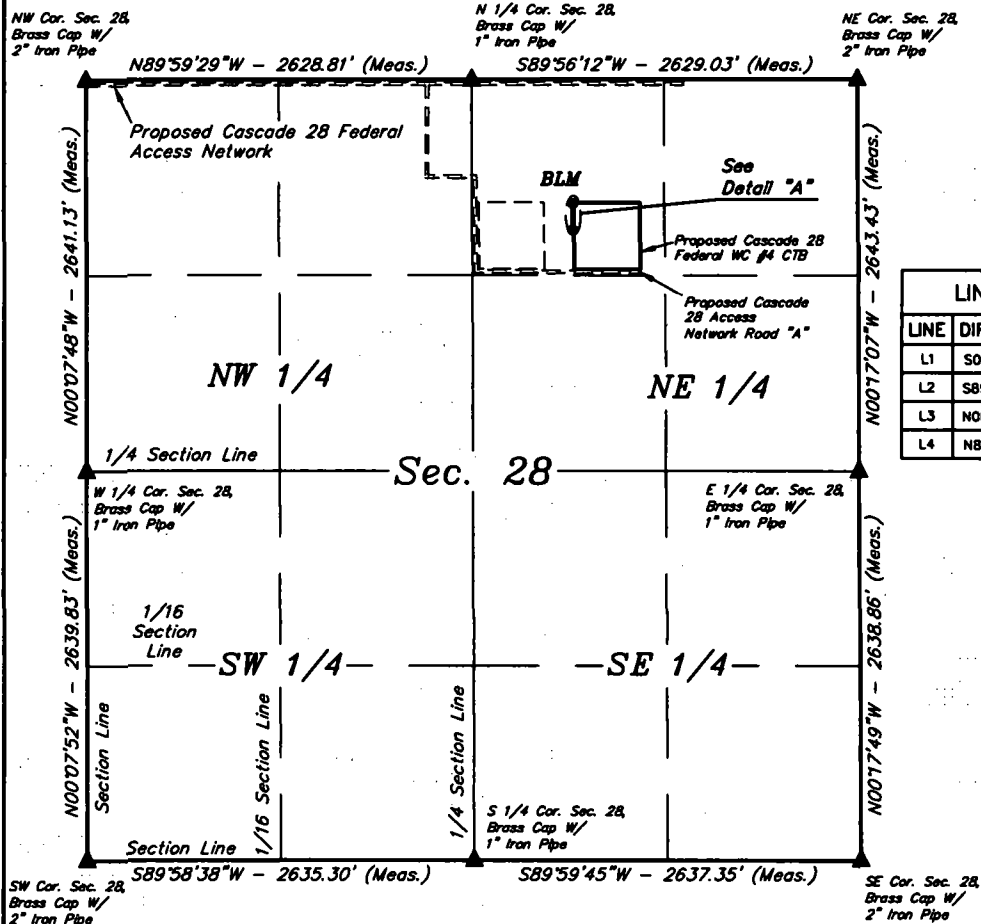 NW Cor. Sec. 28,
Brass Cap W/
2" Iron Pipe
N 1/4 Cor. Sec. 28,
Brass Cap W/
1" Iron Pipe
NE Cor. Sec. 28,
Brass Cap W/
2" Iron Pipe
N89°59'29"W - 2628.81' (Meas.)
S89°56'12"W - 2629.03' (Meas.)
Proposed Cascade 28 Federal
Access Network
BLM
See
Detail "A"
Proposed Cascade 28
Federal WC #4 CTB
Proposed Cascade
28 Access
Network Road "A"
N00°07'48"W - 2641.13' (Meas.)
N00°17'07"W - 2643.43' (Meas.)
NW 1/4
NE 1/4
LIN
LINE DI
L1 S0
L2 S8
L3 N0
L4 N8
1/4 Section Line
Sec. 28
W 1/4 Cor. Sec. 28,
Brass Cap W/
1" Iron Pipe
E 1/4 Cor. Sec. 28,
Brass Cap W/
1" Iron Pipe
N00°07'52"W - 2639.83' (Meas.)
Section Line
1/16
Section
Line
SW 1/4
SE 1/4
1/16 Section Line
1/4 Section Line
N00°17'49"W - 2638.86' (Meas.)
S 1/4 Cor. Sec. 28,
Brass Cap W/
1" Iron Pipe
Section Line
S89°58'38"W - 2635.30' (Meas.)
S89°59'45"W - 2637.35' (Meas.)
SW Cor. Sec. 28,
Brass Cap W/
2" Iron Pipe
SE Cor. Sec. 28,
Brass Cap W/
2" Iron Pipe